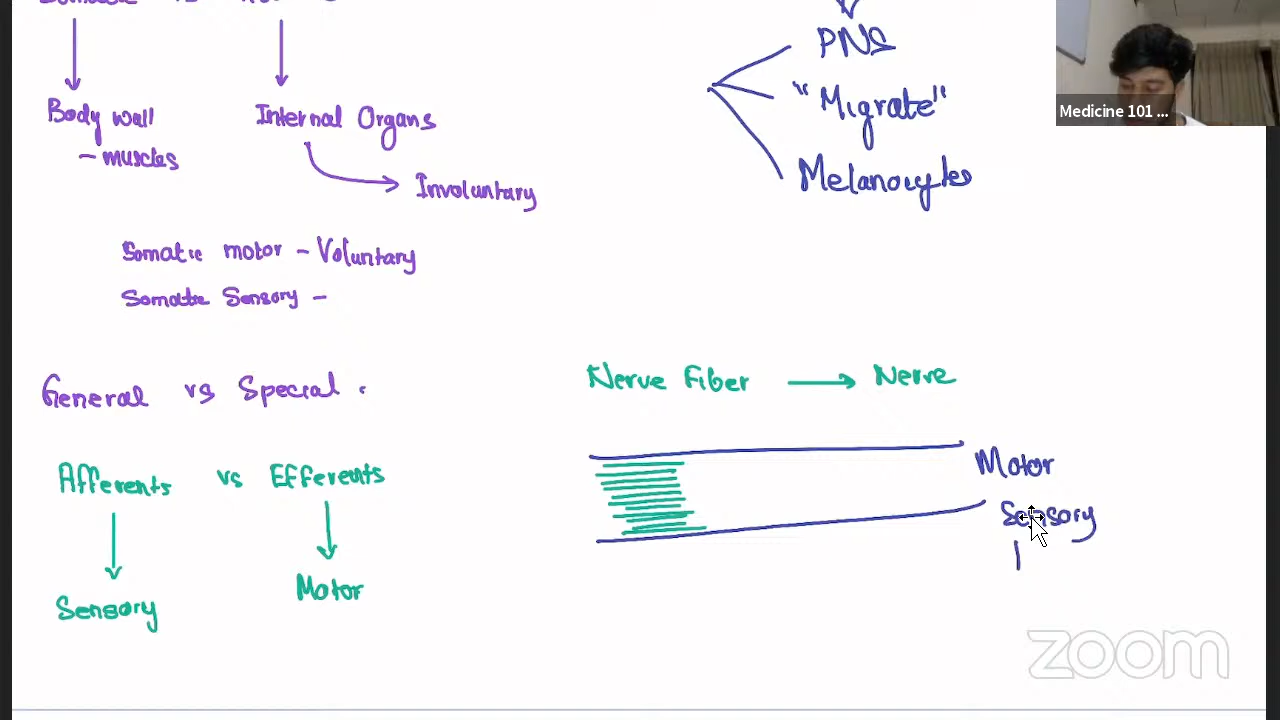 PNS
"Migrate"
Medicine 101 ...
Body wall
- muscles
Internal Organs
Involuntary
Melanocytes
Somatic motor - Voluntary
Somatic Sensory -
General vs Special
Nerve Fiber → Nerve
Afferents vs Efferents
Motor
Sensory
Sensory
Motor
zoom